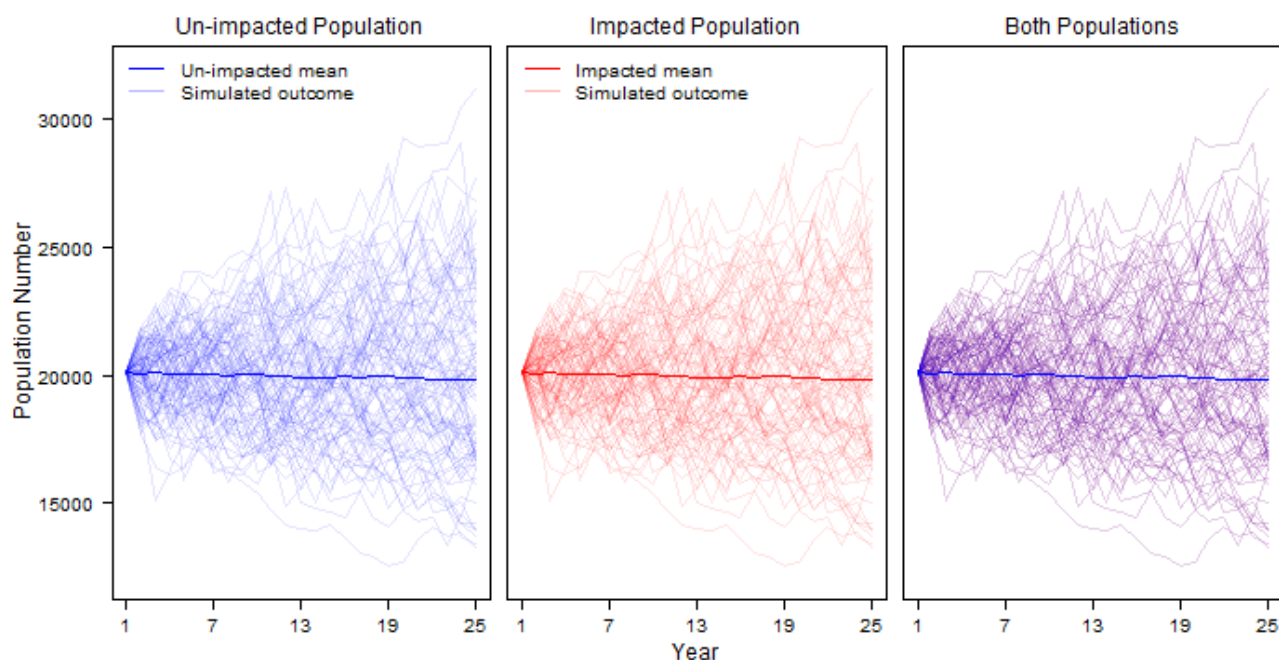 Un-impacted Population
Impacted Population
Both Populations
Un-impacted mean
Simulated outcome
Impacted mean
Simulated outcome
Population Number
30000
25000
20000
15000
1 7 13 19 25
1 7 13 19 25
1 7 13 19 25
Year